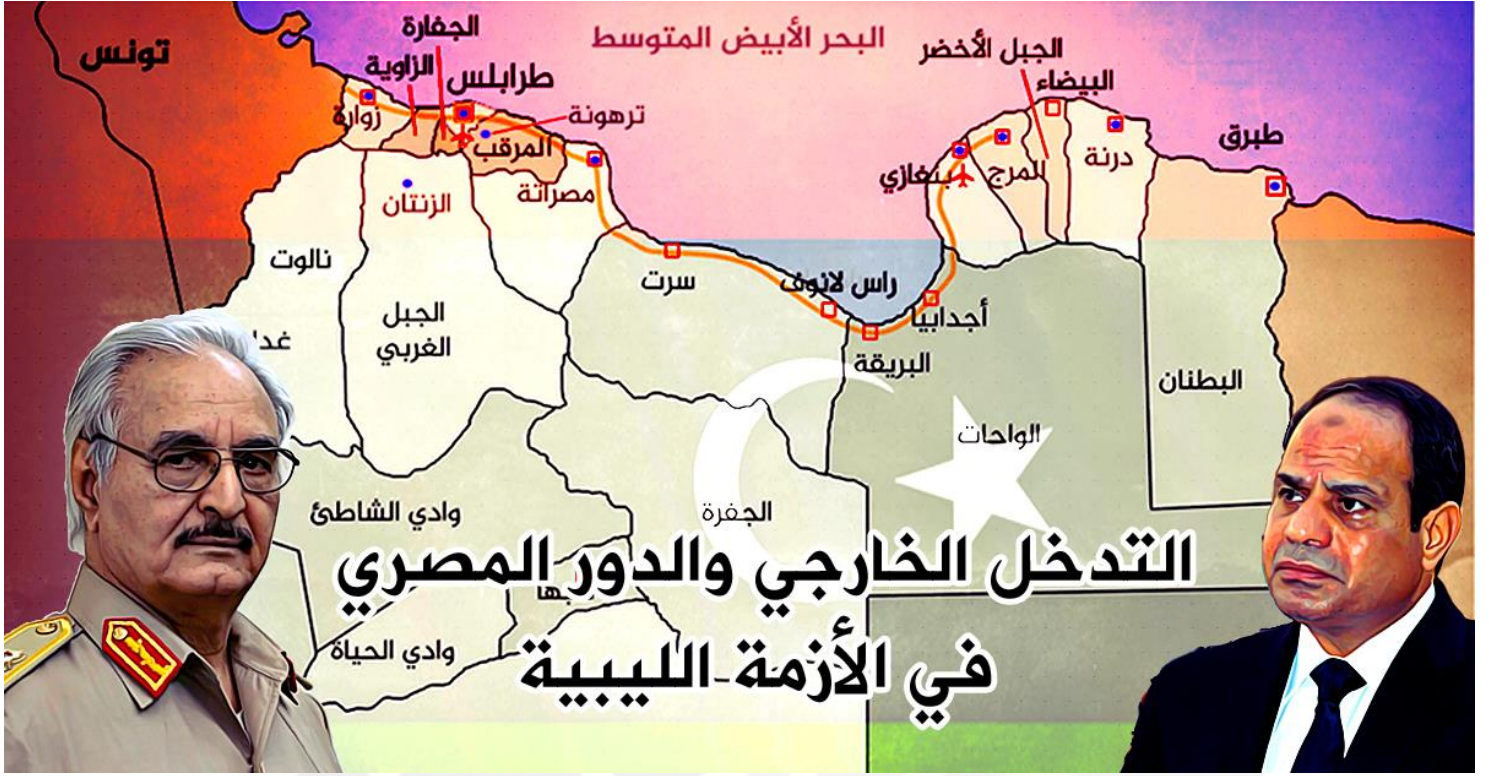 تونس
الجفارة
البحر الأبيض المتوسط
الجبل الأخضر
الزاوية
طرابلس
البيضاء
زوارة
ترهونة
المرقب
طبرق
درنة
المرج
بنغازي
مصراتة
الزنتان
نالوت
سرت
راس لانوف
أجدابيا
الجبل
الغربي
البريقة
البطنان
الواحات
وادي الشاطئ
الجفرة
التدخل الخارجي والدور المصري
في الأزمة الليبية
وادي الحياة